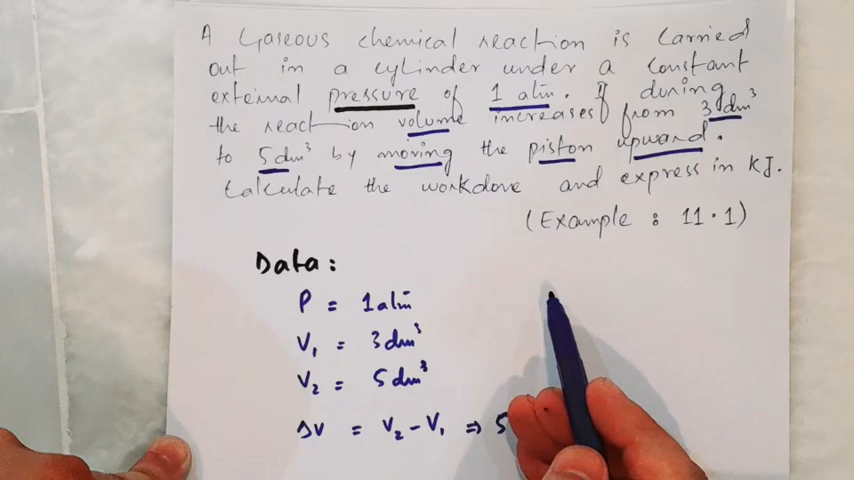 A Gaseous chemical reaction is carried
out in a cylinder under a constant
external pressure of 1 atm. If during
the reaction volume increases from 3 dm³
to 5dm³ by moving the piston upward.
Calculate the workdone and express in KJ.
(Example : 11.1)
Data:
P = 1atm
V₁ = 3dm³
V₂ = 5dm³
ΔV = V₂ - V₁ ⇒ 5